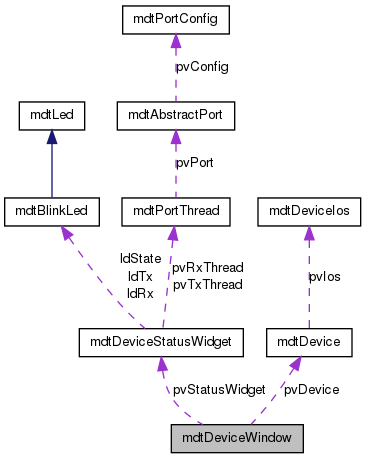 mdtPortConfig
pvConfig
mdtLed
mdtAbstractPort
pvPort
mdtBlinkLed
mdtPortThread
mdtDeviceIos
ldState
ldTx
ldRx
pvRxThread
pvTxThread
pvIos
mdtDeviceStatusWidget
mdtDevice
pvStatusWidget
pvDevice
mdtDeviceWindow